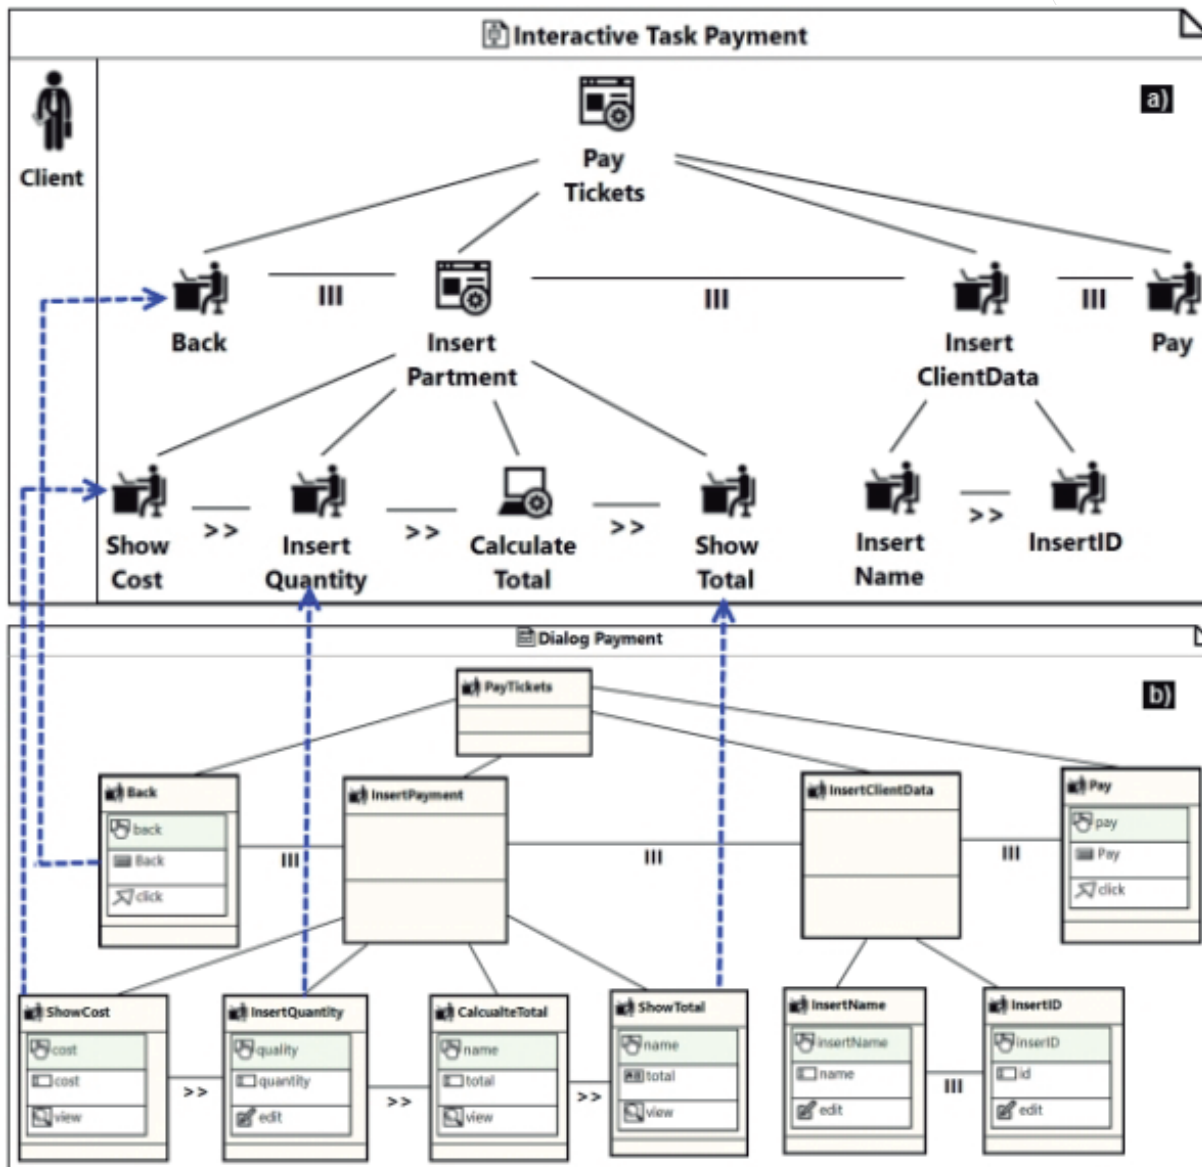 Interactive Task Payment
a)
Client
Pay
Tickets
III
III
III
Back
Insert
Partment
Insert
ClientData
Pay
>>
>>
>>
>>
Show
Cost
Insert
Quantity
Calculate
Total
Show
Total
Insert
Name
InsertID
Dialog Payment
b)
PayTickets
Back
back
Back
click
InsertPayment
InsertClientData
Pay
pay
Pay
click
III
III
III
ShowCost
cost
cost
view
>>
InsertQuantity
quality
quantity
edit
>>
CalcualteTotal
name
total
view
>>
ShowTotal
name
total
view
InsertName
insertName
name
edit
III
InsertID
inserID
id
edit